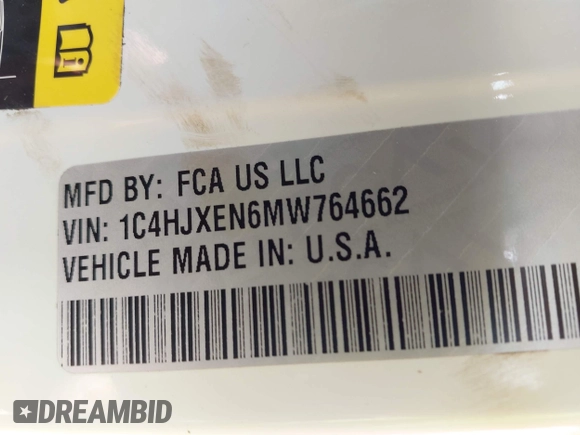 MFD BY: FCA US LLC
VIN: 1C4HJXEN6MW764662
VEHICLE MADE IN: U.S.A.
DREAMBID